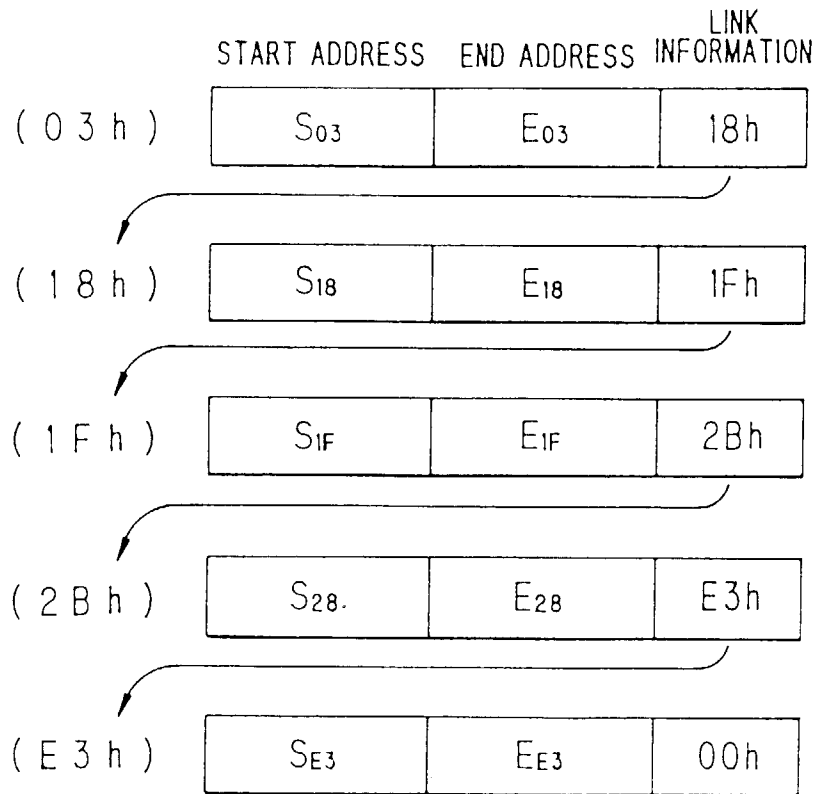 LINK
START ADDRESS END ADDRESS INFORMATION
(03h) S03 E03 18h
(18h) S18 E18 1Fh
(1Fh) S1F E1F 2Bh
(2Bh) S28. E28 E3h
(E3h) SE3 EE3 00h